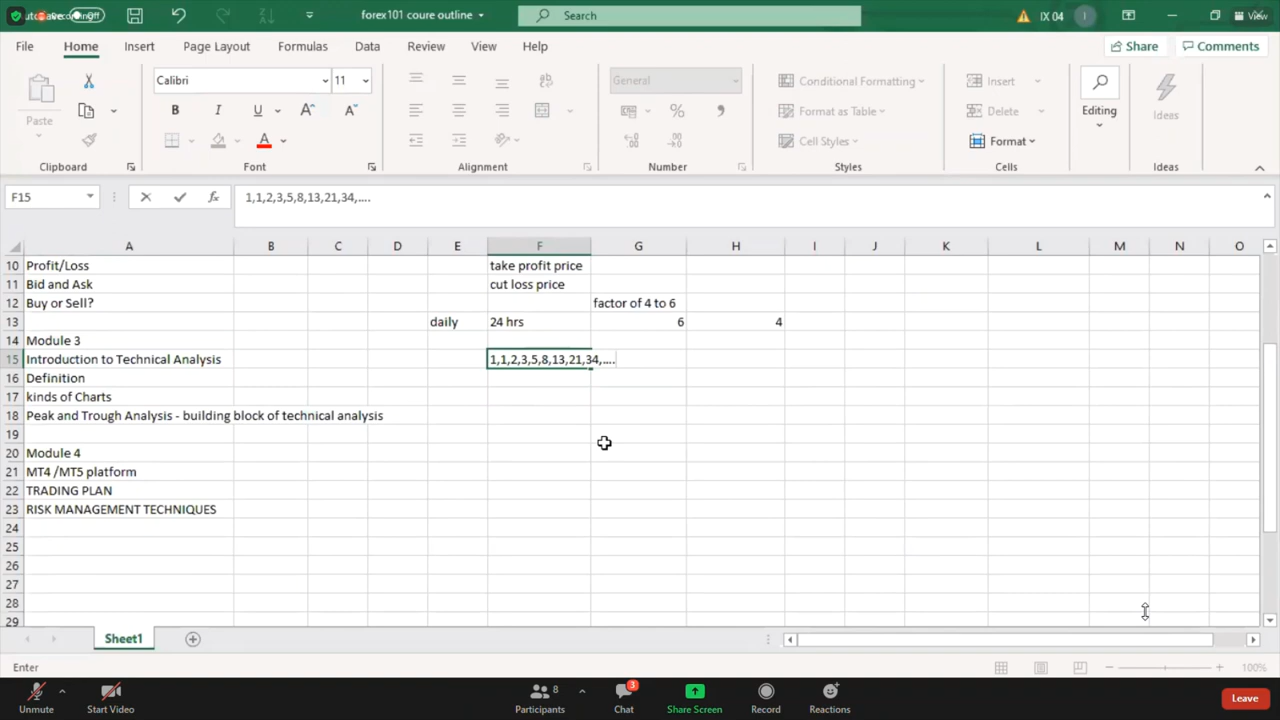 forex101 coure outline
Search
IX 04
I
View
File Home Insert Page Layout Formulas Data Review View Help
Share Comments
Paste
Clipboard
Calibri 11
B I U A A
A
Font
Alignment
General
%
Number
Conditional Formatting
Format as Table
Cell Styles
Styles
Insert
Delete
Format
Cells
Editing
Ideas
Ideas
F15 fx 1,1,2,3,5,8,13,21,34,....
A B C D E F G H I J K L M N O
10 Profit/Loss take profit price
11 Bid and Ask cut loss price
12 Buy or Sell? factor of 4 to 6
13 daily 24 hrs 6 4
14 Module 3
15 Introduction to Technical Analysis 1,1,2,3,5,8,13,21,34,....
16 Definition
17 kinds of Charts
18 Peak and Trough Analysis - building block of technical analysis
19
20 Module 4
21 MT4 /MT5 platform
22 TRADING PLAN
23 RISK MANAGEMENT TECHNIQUES
24
25
26
27
28
29
Sheet1
Enter 100%
Unmute Start Video Participants 8 Chat 3 Share Screen Record Reactions Leave